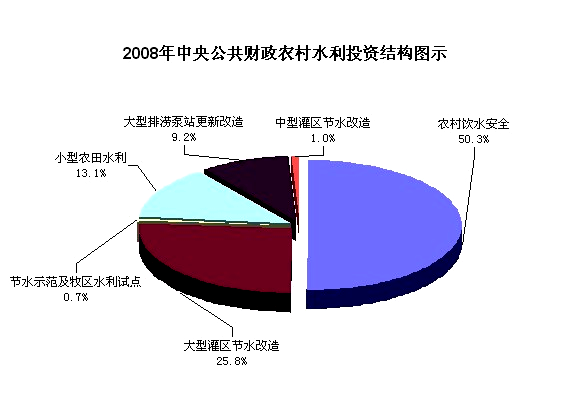 2008年中央公共财政农村水利投资结构图示
大型排涝泵站更新改造
9.2%
中型灌区节水改造
1.0%
农村饮水安全
50.3%
小型农田水利
13.1%
节水示范及牧区水利试点
0.7%
大型灌区节水改造
25.8%